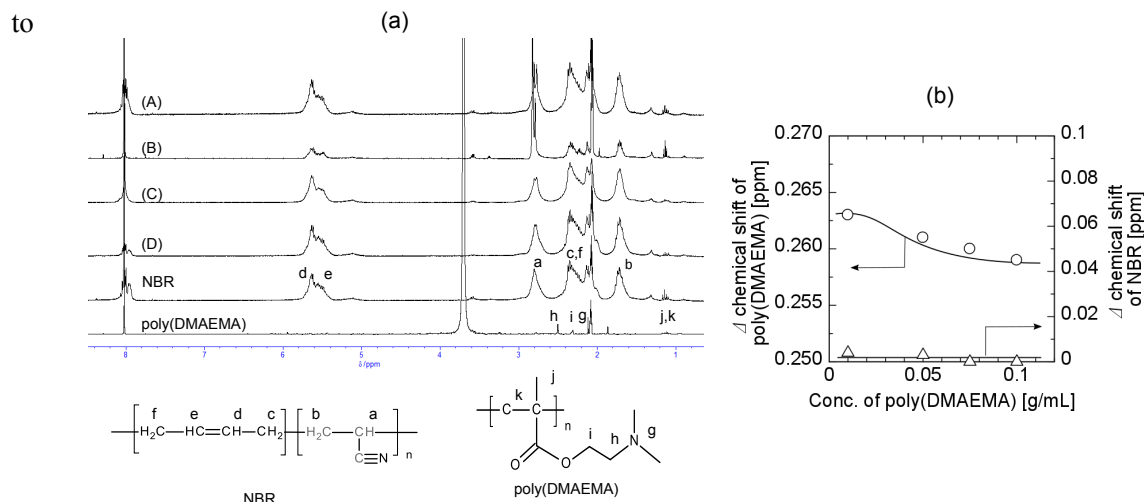 to
(a)
(A)
(B)
(C)
(D)
NBR
poly(DMAEMA)
d e a c,f b
h i g j,k
8 7 6 5 4 3 2 1
δ /ppm
(b)
0.270
0.265
0.260
0.255
0.250
Δ chemical shift of
poly(DMAEMA) [ppm]
0.1
0.08
0.06
0.04
0.02
0
Δ chemical shift
of NBR [ppm]
0 0.05 0.1
Conc. of poly(DMAEMA) [g/mL]
f e d c b a
H₂C HC=CH CH₂ H₂C CH
C≡N
n
NBR
j
k
C C
n
i
O O h N g
poly(DMAEMA)